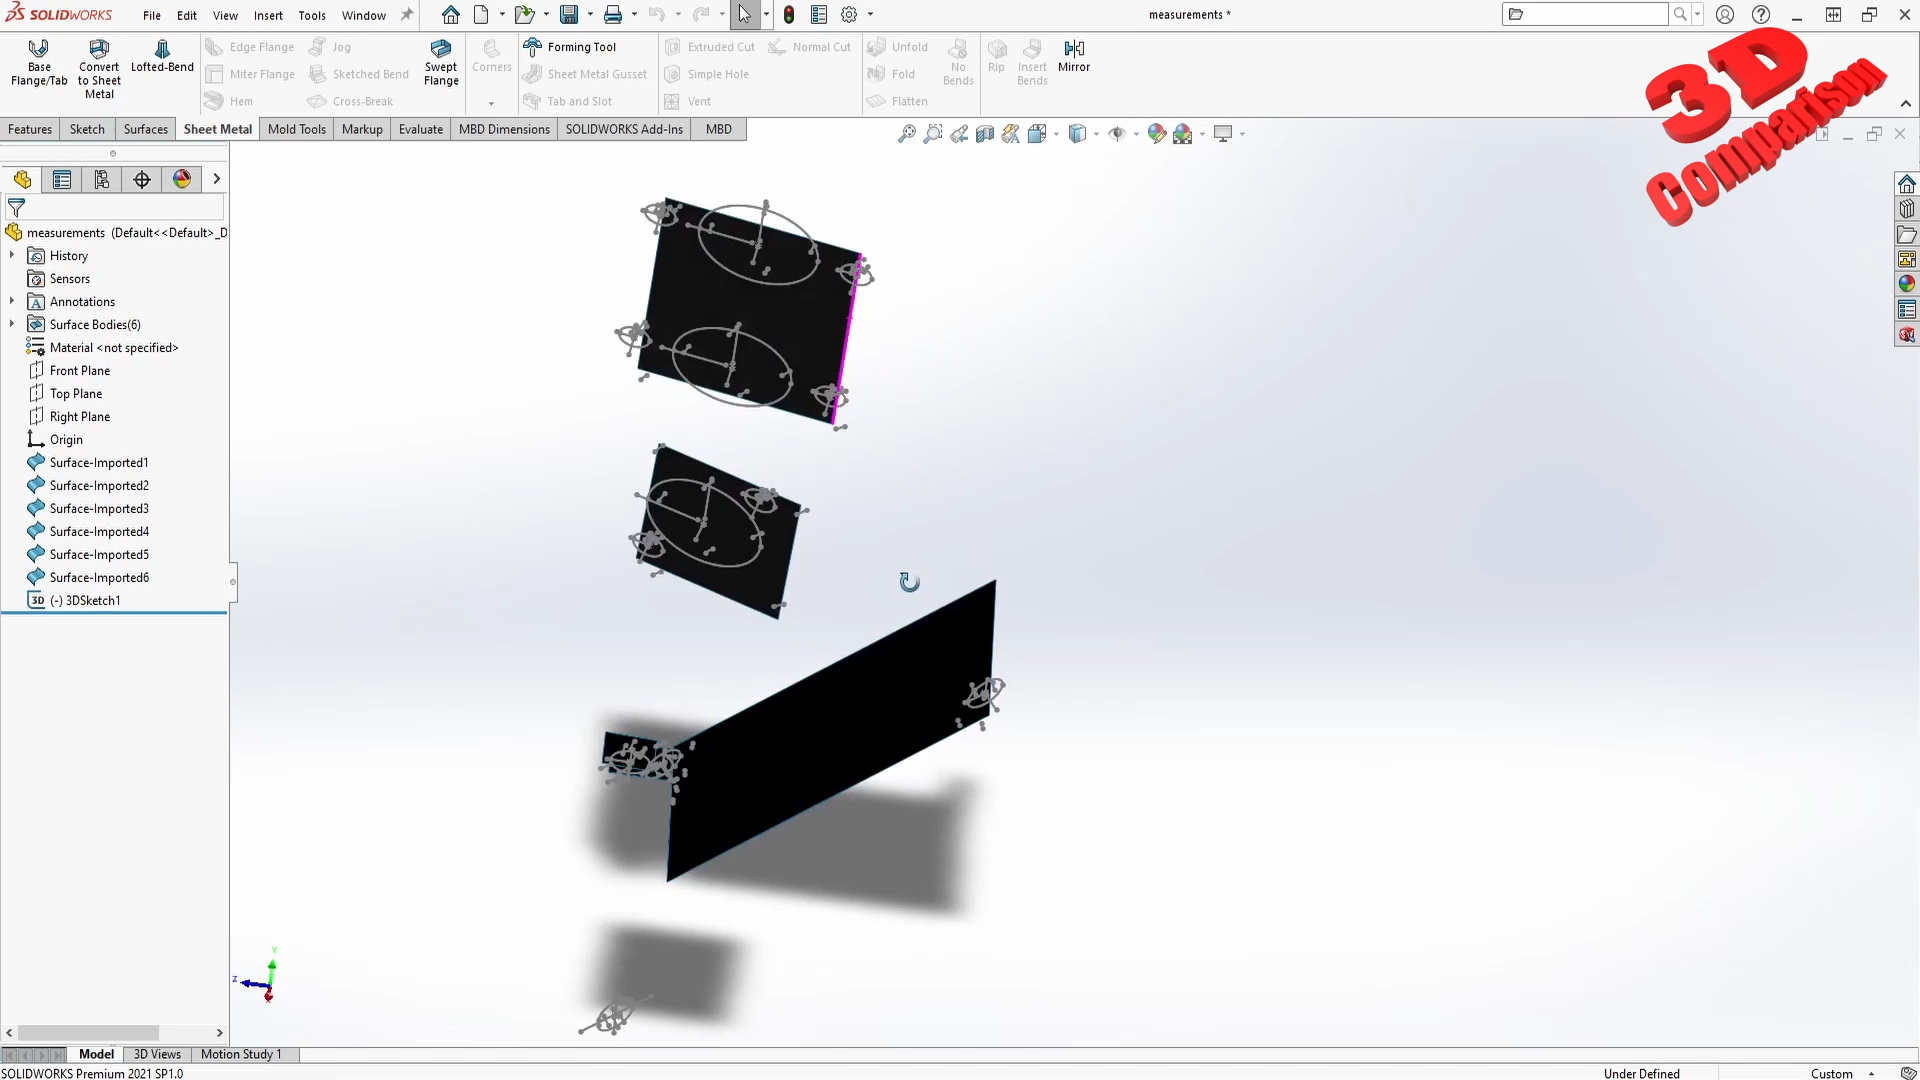 SOLIDWORKS File Edit View Insert Tools Window measurements *
Base Flange/Tab
Convert to Sheet Metal
Lofted-Bend
Edge Flange
Miter Flange
Hem
Jog
Sketched Bend
Cross-Break
Swept Flange
Corners
Forming Tool
Sheet Metal Gusset
Tab and Slot
Extruded Cut
Simple Hole
Vent
Normal Cut
Unfold
Fold
Flatten
No Bends
Rip
Insert Bends
Mirror
3D
Comparison
Features Sketch Surfaces Sheet Metal Mold Tools Markup Evaluate MBD Dimensions SOLIDWORKS Add-Ins MBD
measurements (Default<<Default>_D
History
Sensors
Annotations
Surface Bodies(6)
Material <not specified>
Front Plane
Top Plane
Right Plane
Origin
Surface-Imported1
Surface-Imported2
Surface-Imported3
Surface-Imported4
Surface-Imported5
Surface-Imported6
3D (-) 3DSketch1
Y
Z
Model 3D Views Motion Study 1
SOLIDWORKS Premium 2021 SP1.0 Under Defined Custom